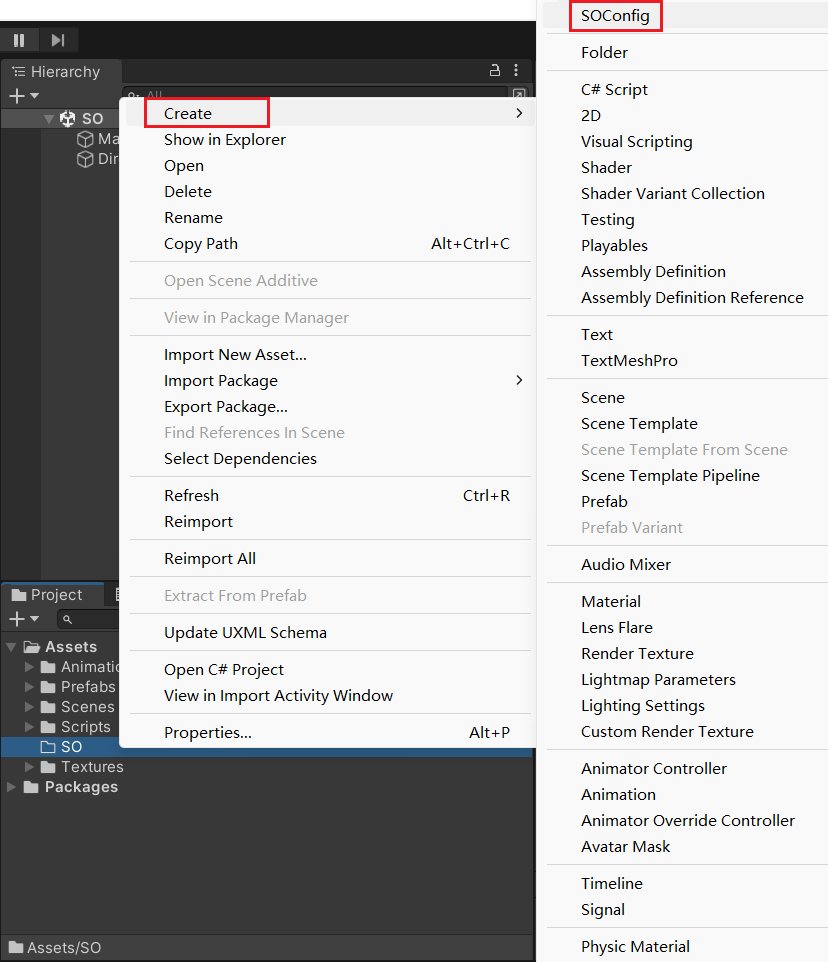 Hierarchy
All
SO
Ma
Dir
Create
Show in Explorer
Open
Delete
Rename
Copy Path Alt+Ctrl+C
Open Scene Additive
View in Package Manager
Import New Asset...
Import Package
Export Package...
Find References In Scene
Select Dependencies
Refresh Ctrl+R
Reimport
Reimport All
Extract From Prefab
Update UXML Schema
Open C# Project
View in Import Activity Window
Properties... Alt+P
SOConfig
Folder
C# Script
2D
Visual Scripting
Shader
Shader Variant Collection
Testing
Playables
Assembly Definition
Assembly Definition Reference
Text
TextMeshPro
Scene
Scene Template
Scene Template From Scene
Scene Template Pipeline
Prefab
Prefab Variant
Audio Mixer
Material
Lens Flare
Render Texture
Lightmap Parameters
Lighting Settings
Custom Render Texture
Animator Controller
Animation
Animator Override Controller
Avatar Mask
Timeline
Signal
Physic Material
Project
Assets
Animatio
Prefabs
Scenes
Scripts
SO
Textures
Packages
Assets/SO